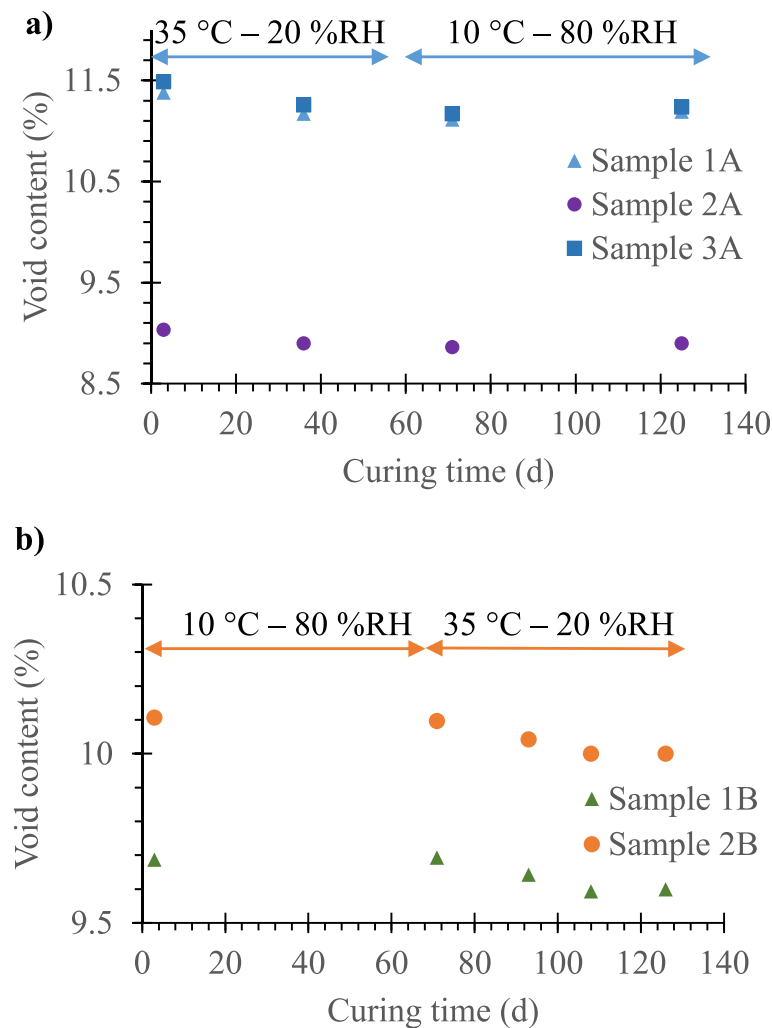 a)
35 °C – 20 %RH
10 °C – 80 %RH
11.5
10.5
9.5
8.5
Void content (%)
Sample 1A
Sample 2A
Sample 3A
0 20 40 60 80 100 120 140
Curing time (d)
b)
10.5
10 °C – 80 %RH
35 °C – 20 %RH
10
9.5
Void content (%)
Sample 1B
Sample 2B
0 20 40 60 80 100 120 140
Curing time (d)